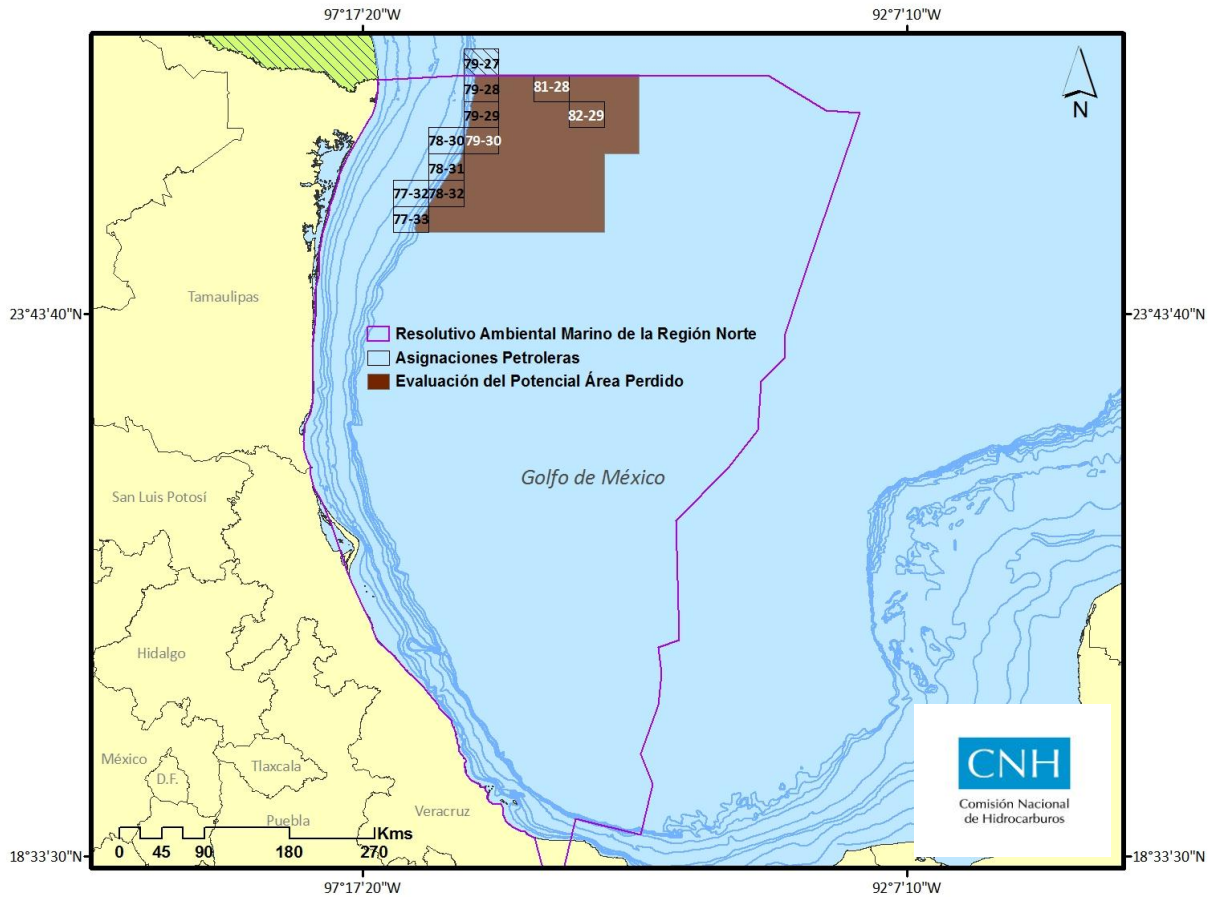 97°17'20"W
92°7'10"W
79-27
79-28
81-28
79-29
82-29
78-30
79-30
78-31
77-32
78-32
77-33
N
Tamaulipas
23°43'40"
23°43'40"
Resolutivo Ambiental Marino de la Región Norte
Asignaciones Petroleras
Evaluación del Potencial Área Perdido
Golfo de México
San Luis Potosí
Hidalgo
México
D.F.
Tlaxcala
Puebla
Veracruz
CNH
Comisión Nacional
de Hidrocarburos
Kms
0 45 90 180 270
18°33'30"
18°33'30"
97°17'20"W
92°7'10"W